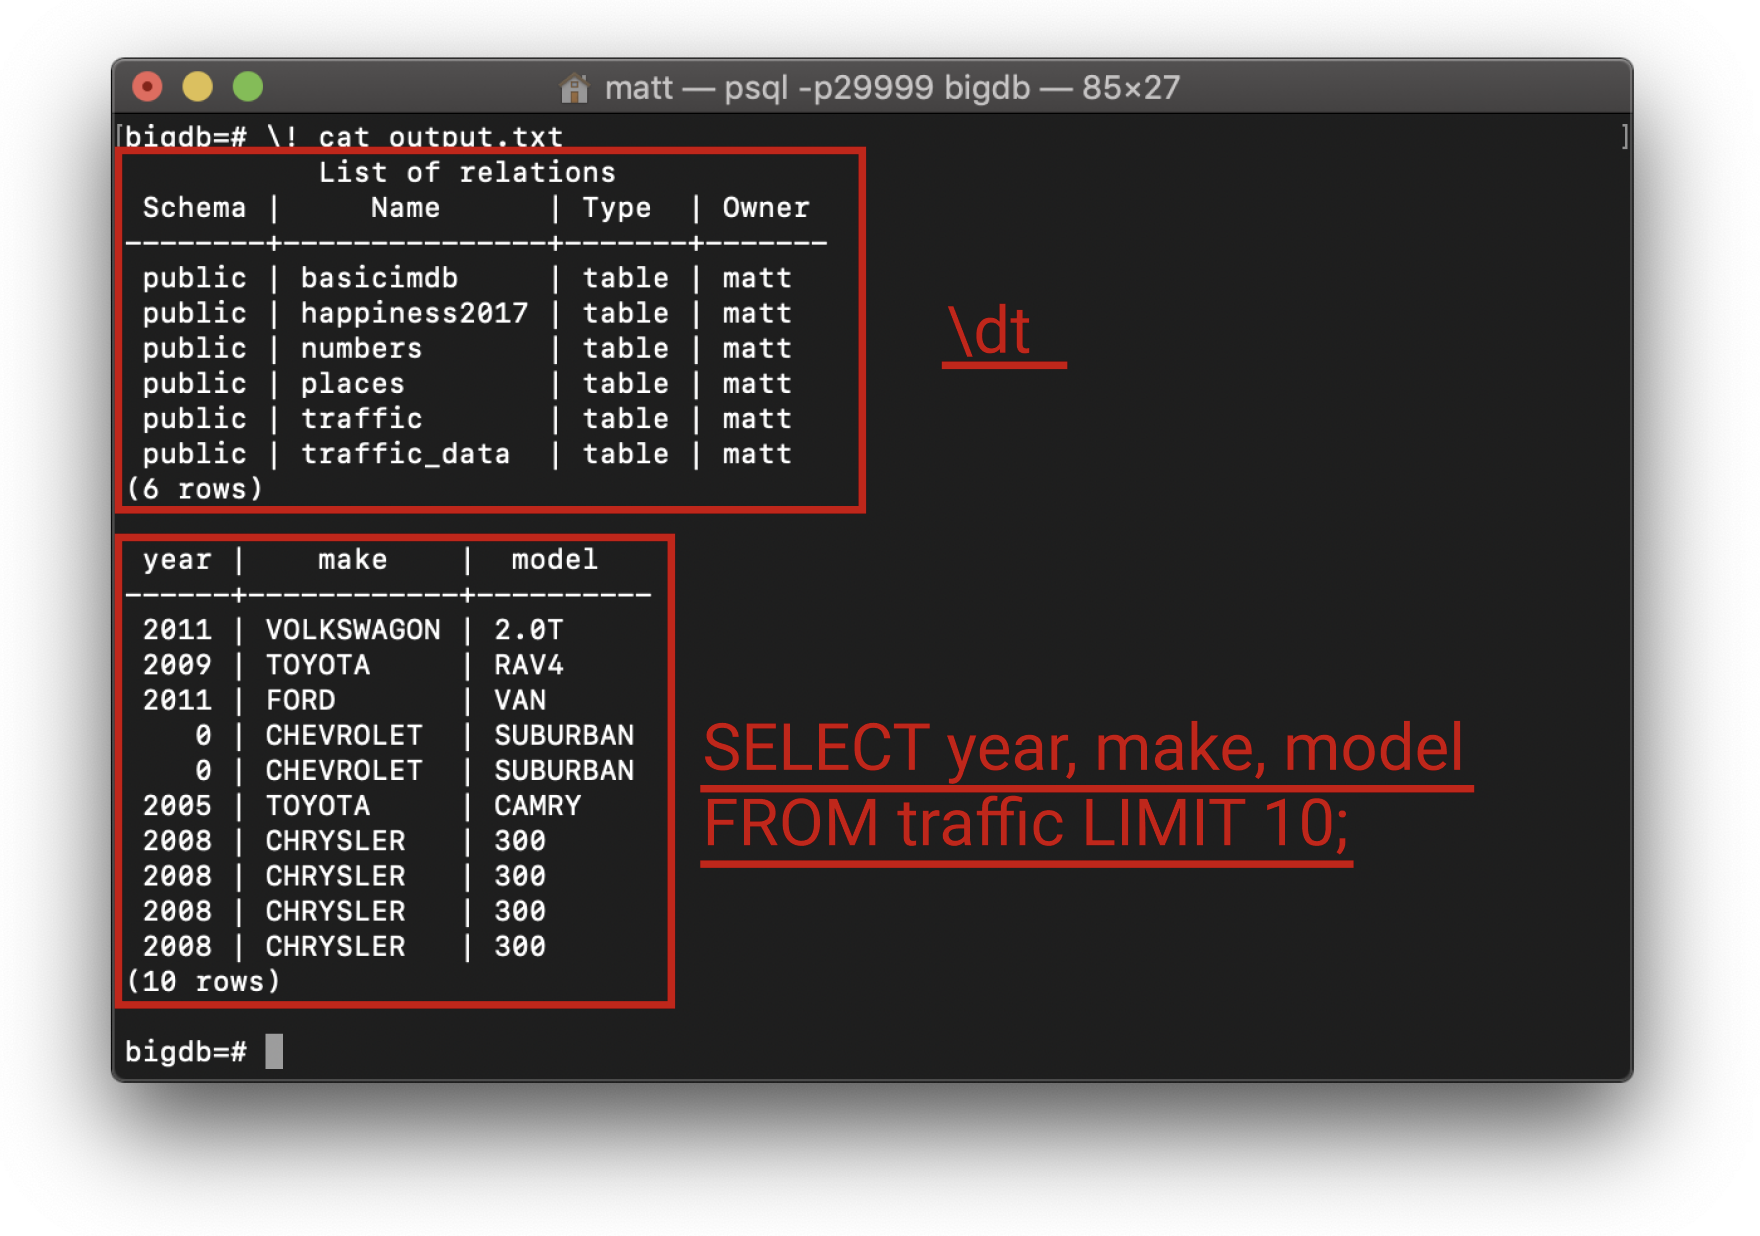 matt — psql -p29999 bigdb — 85×27
[bigdb=# \! cat output.txt ]
List of relations
Schema | Name | Type | Owner
--------+---------------+-------+-------
public | basicimdb | table | matt
public | happiness2017 | table | matt
public | numbers | table | matt
public | places | table | matt
public | traffic | table | matt
public | traffic_data | table | matt
(6 rows)
\dt
year | make | model
------+------------+----------
2011 | VOLKSWAGON | 2.0T
2009 | TOYOTA | RAV4
2011 | FORD | VAN
0 | CHEVROLET | SUBURBAN
0 | CHEVROLET | SUBURBAN
2005 | TOYOTA | CAMRY
2008 | CHRYSLER | 300
2008 | CHRYSLER | 300
2008 | CHRYSLER | 300
2008 | CHRYSLER | 300
(10 rows)
SELECT year, make, model
FROM traffic LIMIT 10;
bigdb=#